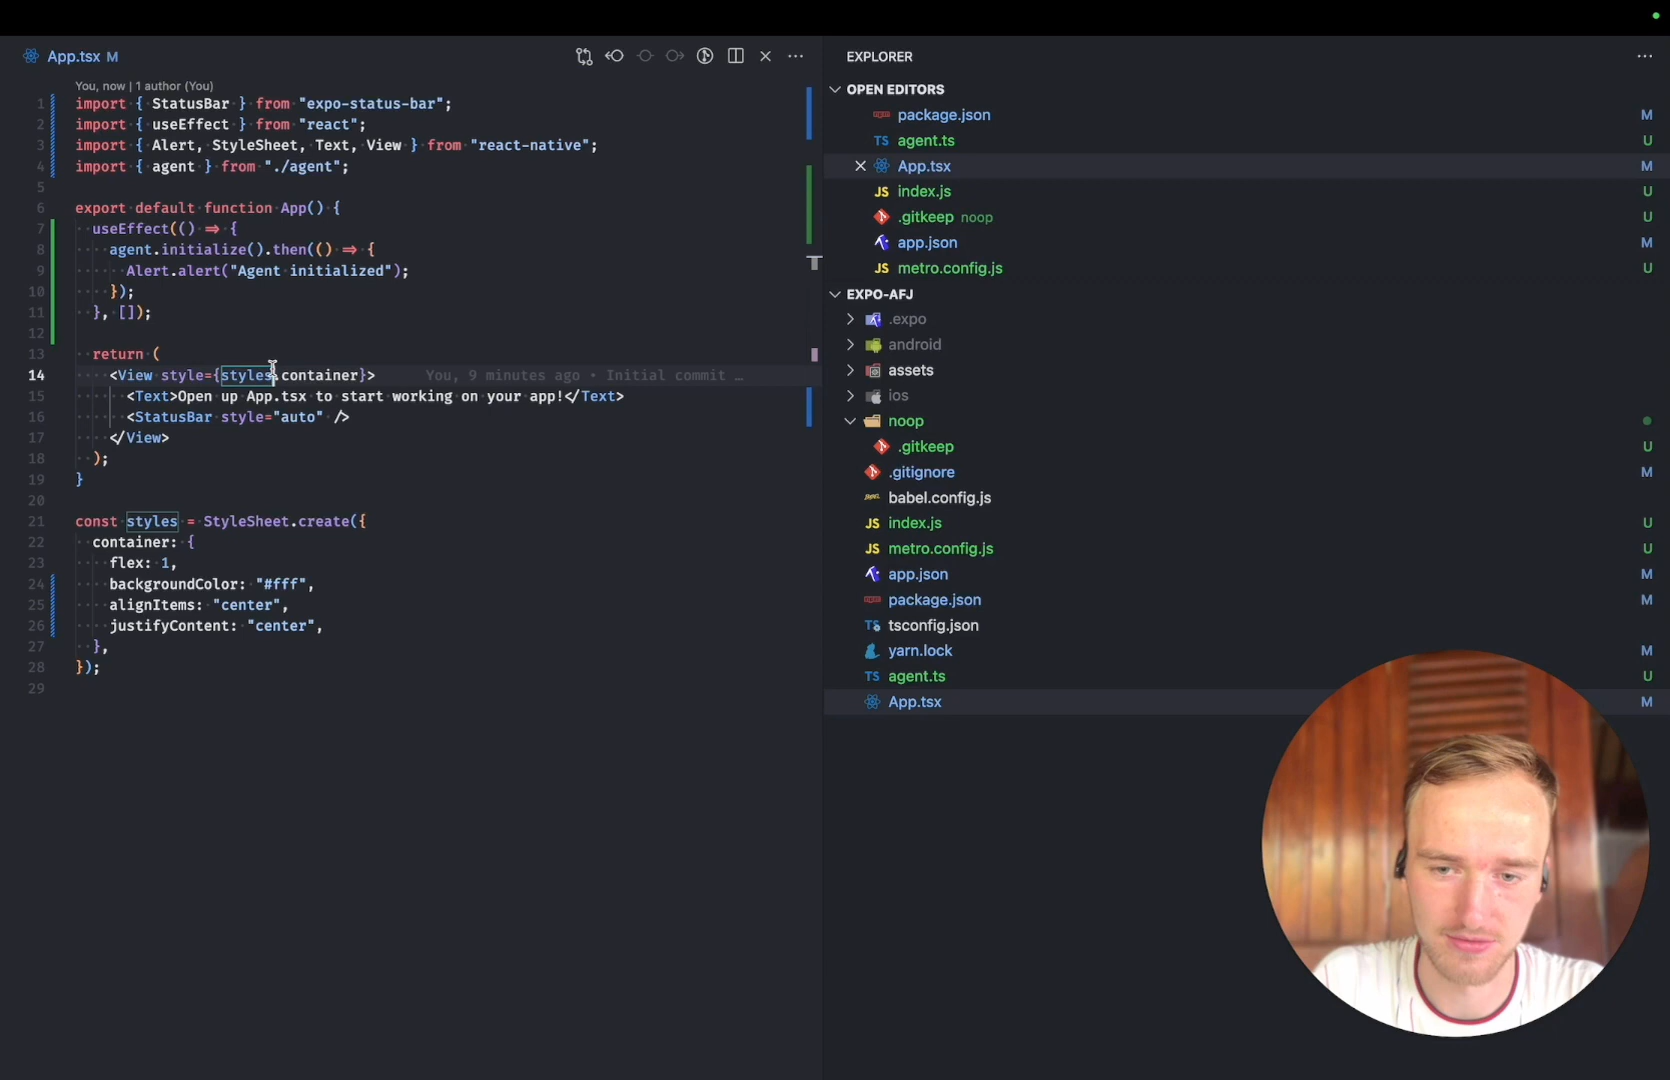 App.tsx M
You, now | 1 author (You)
1 import { StatusBar } from "expo-status-bar";
2 import { useEffect } from "react";
3 import { Alert, StyleSheet, Text, View } from "react-native";
4 import { agent } from "./agent";
5
6 export default function App() {
7 useEffect(() => {
8 agent.initialize().then(() => {
9 Alert.alert("Agent initialized");
10 });
11 }, []);
12
13 return (
14 <View style={styles.container}> You, 9 minutes ago • Initial commit …
15 <Text>Open up App.tsx to start working on your app!</Text>
16 <StatusBar style="auto" />
17 </View>
18 );
19 }
20
21 const styles = StyleSheet.create({
22 container: {
23 flex: 1,
24 backgroundColor: "#fff",
25 alignItems: "center",
26 justifyContent: "center",
27 },
28 });
29
EXPLORER
OPEN EDITORS
package.json M
TS agent.ts U
App.tsx M
JS index.js U
.gitkeep noop U
app.json M
JS metro.config.js U
EXPO-AFJ
.expo
android
assets
ios
noop
.gitkeep U
.gitignore M
babel.config.js
JS index.js U
JS metro.config.js U
app.json M
package.json M
TS tsconfig.json
yarn.lock M
TS agent.ts U
App.tsx M